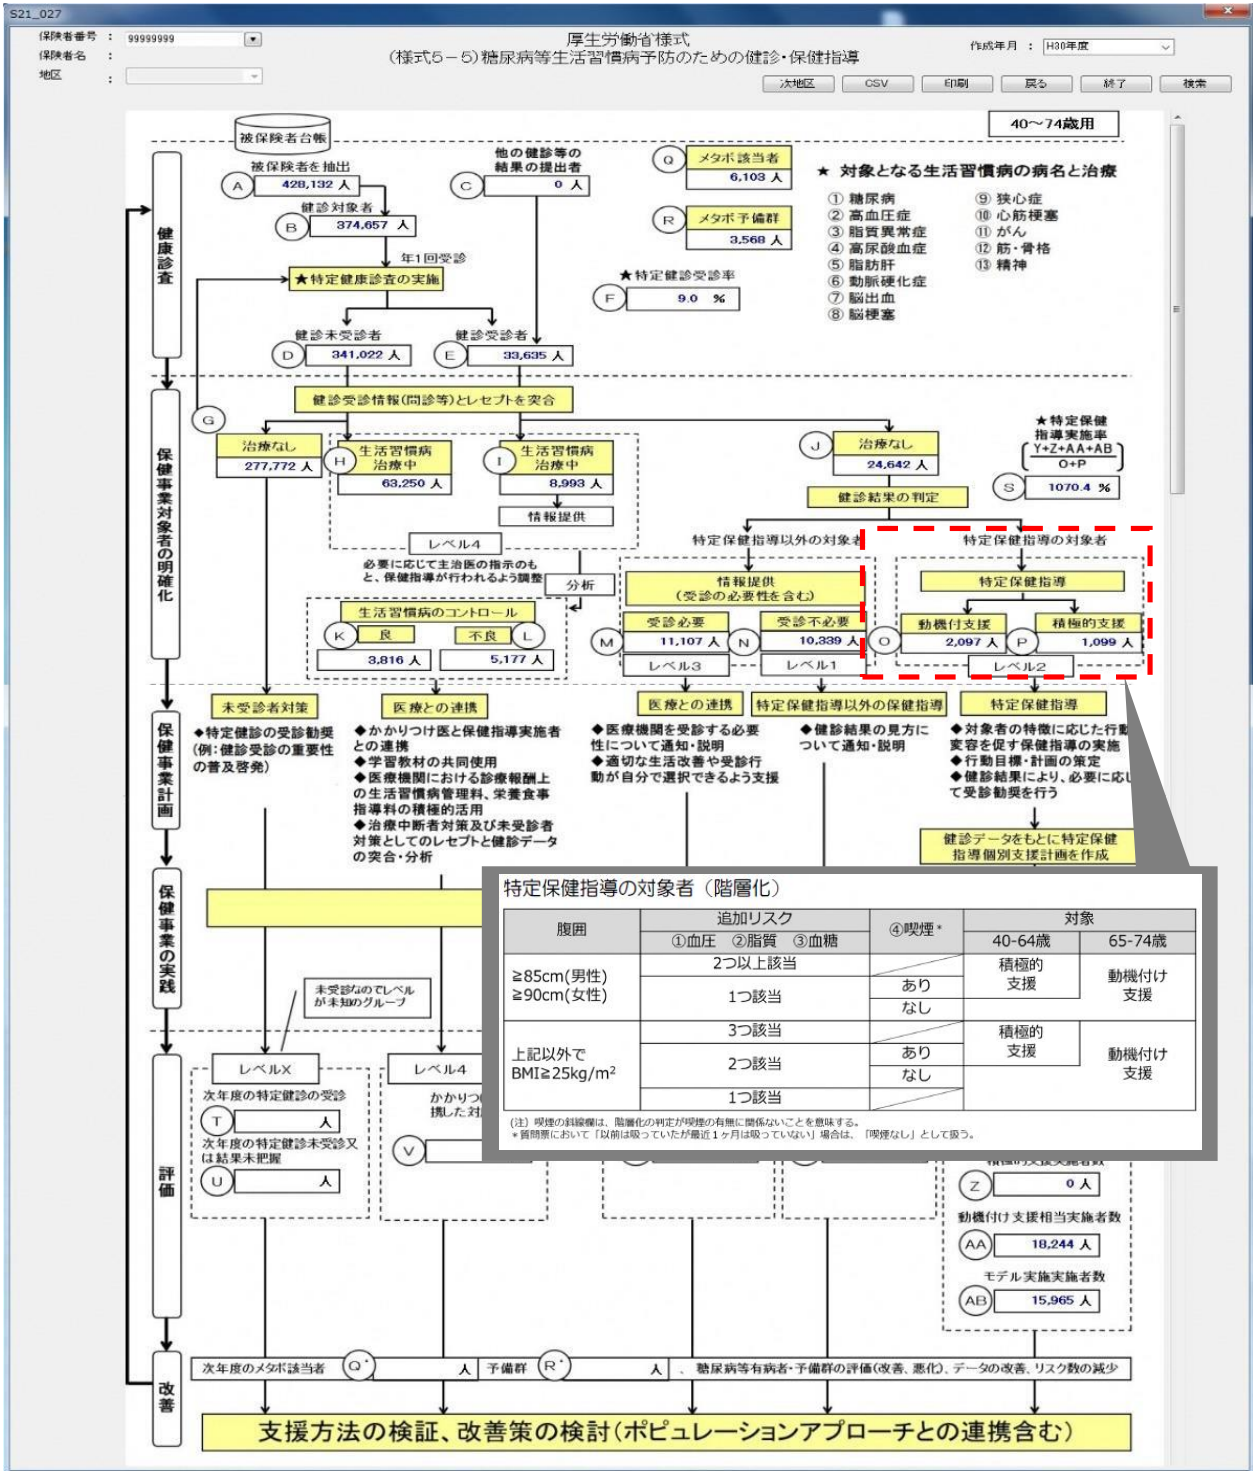 S21_027
保険者番号 : 99999999
保険者名 :
地区 :
厚生労働省様式
(様式5-5)糖尿病等生活習慣病予防のための健診・保健指導
作成年月 : H30年度
次地区 CSV 印刷 戻る 終了 検索
40～74歳用
被保険者台帳
被保険者を抽出
A 428,132 人
健診対象者
B 374,657 人
年1回受診
★特定健康診査の実施
他の健診等の
結果の提出者
C 0 人
Q メタボ該当者
6,103 人
R メタボ予備群
3,568 人
★特定健診受診率
F 9.0 %
★ 対象となる生活習慣病の病名と治療
① 糖尿病
② 高血圧症
③ 脂質異常症
④ 高尿酸血症
⑤ 脂肪肝
⑥ 動脈硬化症
⑦ 脳出血
⑧ 脳梗塞
⑨ 狭心症
⑩ 心筋梗塞
⑪ がん
⑫ 筋・骨格
⑬ 精神
健康診査
健診未受診者
D 341,022 人
健診受診者
E 33,635 人
健診受診情報(問診等)とレセプトを突合
保健事業対象者の明確化
G
治療なし
277,772 人
H 生活習慣病
治療中
63,250 人
I 生活習慣病
治療中
8,993 人
情報提供
レベル4
必要に応じて主治医の指示のも
と、保健指導が行われるよう調整
分析
生活習慣病のコントロール
K 良 不良 L
3,816 人 5,177 人
J 治療なし
24,642 人
健診結果の判定
★特定保健
指導実施率
Y+Z+AA+AB
O+P
S 1070.4 %
特定保健指導以外の対象者
情報提供
(受診の必要性を含む)
受診必要 受診不必要
M 11,107 人 N 10,339 人
レベル3 レベル1
特定保健指導の対象者
特定保健指導
動機付支援 積極的支援
O 2,097 人 P 1,099 人
レベル2
保健事業計画
未受診者対策
◆特定健診の受診勧奨
(例:健診受診の重要性
の普及啓発)
医療との連携
◆かかりつけ医と保健指導実施者
との連携
◆学習教材の共同使用
◆医療機関における診療報酬上
の生活習慣病管理料、栄養食事
指導料の積極的活用
◆治療中断者対策及び未受診者
対策としてのレセプトと健診データ
の突合・分析
医療との連携
◆医療機関を受診する必要
性について通知・説明
◆適切な生活改善や受診行
動が自分で選択できるよう支援
特定保健指導以外の保健指導
◆健診結果の見方に
ついて通知・説明
特定保健指導
◆対象者の特徴に応じた行動
変容を促す保健指導の実施
◆行動目標・計画の策定
◆健診結果により、必要に応じ
て受診勧奨を行う
健診データをもとに特定保健
指導個別支援計画を作成
保健事業の実践
特定保健指導の対象者（階層化）
腹囲 追加リスク ④喫煙* 対象
①血圧 ②脂質 ③血糖 40-64歳 65-74歳
≧85cm(男性)
≧90cm(女性)
2つ以上該当
1つ該当
あり
なし
積極的
支援
動機付け
支援
上記以外で
BMI≧25kg/m²
3つ該当
2つ該当
あり
なし
1つ該当
積極的
支援
動機付け
支援
(注）喫煙の斜線欄は、階層化の判定が喫煙の有無に関係ないことを意味する。
*質問票において「以前は吸っていたが最近1ヶ月は吸っていない」場合は、「喫煙なし」として扱う。
未受診なのでレベル
が未知のグループ
評価
レベルX
次年度の特定健診の受診
T 人
次年度の特定健診未受診又
は結果未把握
U 人
レベル4
V
Z 0 人
動機付け支援相当実施者数
AA 18,244 人
モデル実施実施者数
AB 15,965 人
改善
次年度のメタボ該当者 Q' 人 予備群 R' 人 、糖尿病等有病者・予備群の評価(改善、悪化)、データの改善、リスク数の減少
支援方法の検証、改善策の検討(ポピュレーションアプローチとの連携含む)